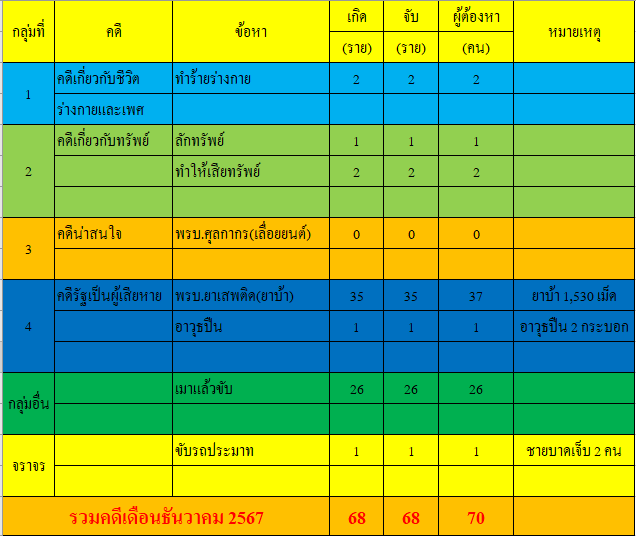 กลุ่มที่ คดี ข้อหา เกิด จับ ผู้ต้องหา หมายเหตุ
(ราย) (ราย) (คน)
1 คดีเกี่ยวกับชีวิต ทำร้ายร่างกาย 2 2 2
ร่างกายและเพศ
2 คดีเกี่ยวกับทรัพย์ ลักทรัพย์ 1 1 1
ทำให้เสียทรัพย์ 2 2 2
3 คดีน่าสนใจ พรบ.ศุลกากร(เลื่อยยนต์) 0 0 0
4 คดีรัฐเป็นผู้เสียหาย พรบ.ยาเสพติด(ยาบ้า) 35 35 37 ยาบ้า 1,530 เม็ด
อาวุธปืน 1 1 1 อาวุธปืน 2 กระบอก
กลุ่มอื่น เมาแล้วขับ 26 26 26
จราจร ขับรถประมาท 1 1 1 ชายบาดเจ็บ 2 คน
รวมคดีเดือนธันวาคม 2567 68 68 70